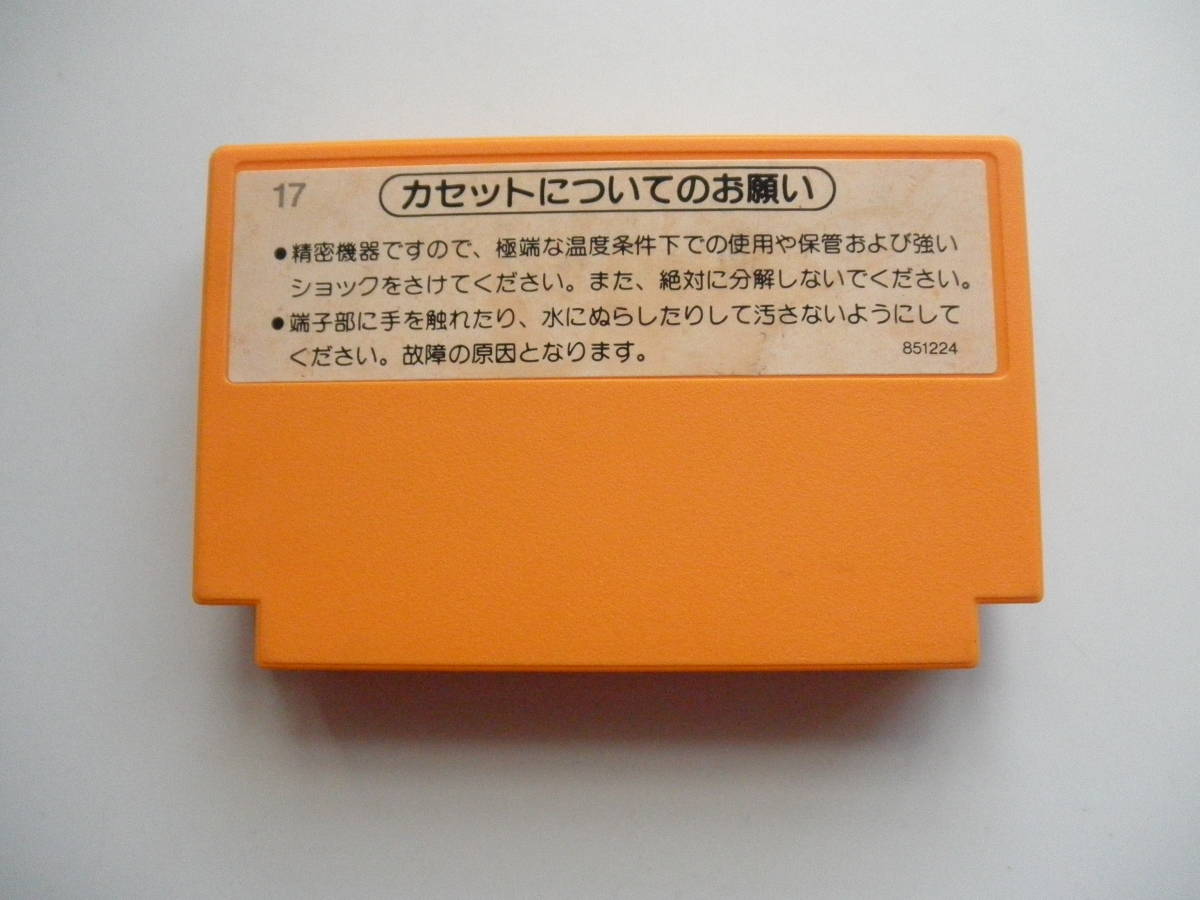 17
カセットについてのお願い
●精密機器ですので、極端な温度条件下での使用や保管および強い
ショックをさけてください。また、絶対に分解しないでください。
●端子部に手を触れたり、水にぬらしたりして汚さないようにして
ください。故障の原因となります。
851224